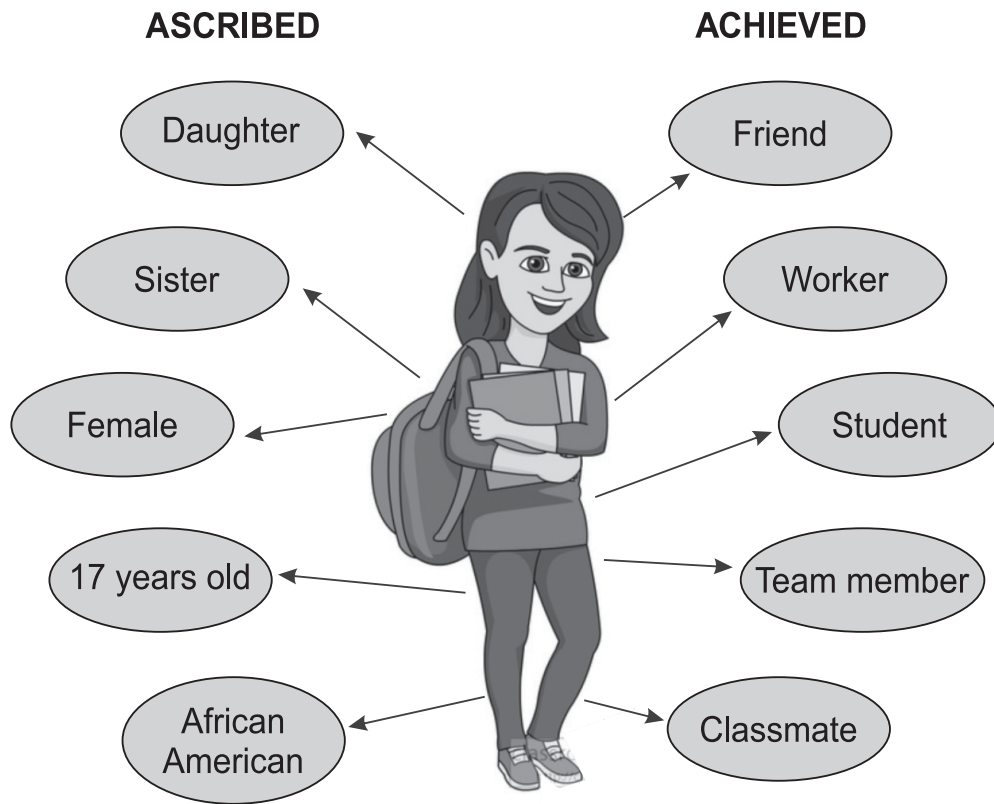 ASCRIBED
ACHIEVED
Daughter
Friend
Sister
Worker
Female
Student
17 years old
Team member
African
American
Classmate